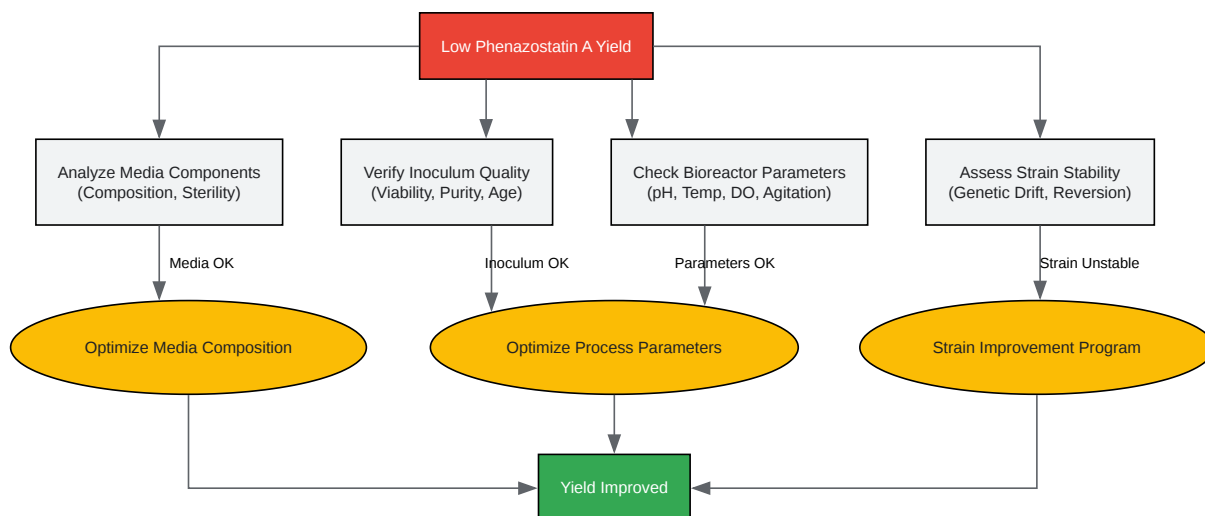 Low Phenazostatin A Yield
Analyze Media Components
(Composition, Sterility)
Verify Inoculum Quality
(Viability, Purity, Age)
Check Bioreactor Parameters
(pH, Temp, DO, Agitation)
Assess Strain Stability
(Genetic Drift, Reversion)
Media OK
Inoculum OK
Parameters OK
Strain Unstable
Optimize Media Composition
Optimize Process Parameters
Strain Improvement Program
Yield Improved